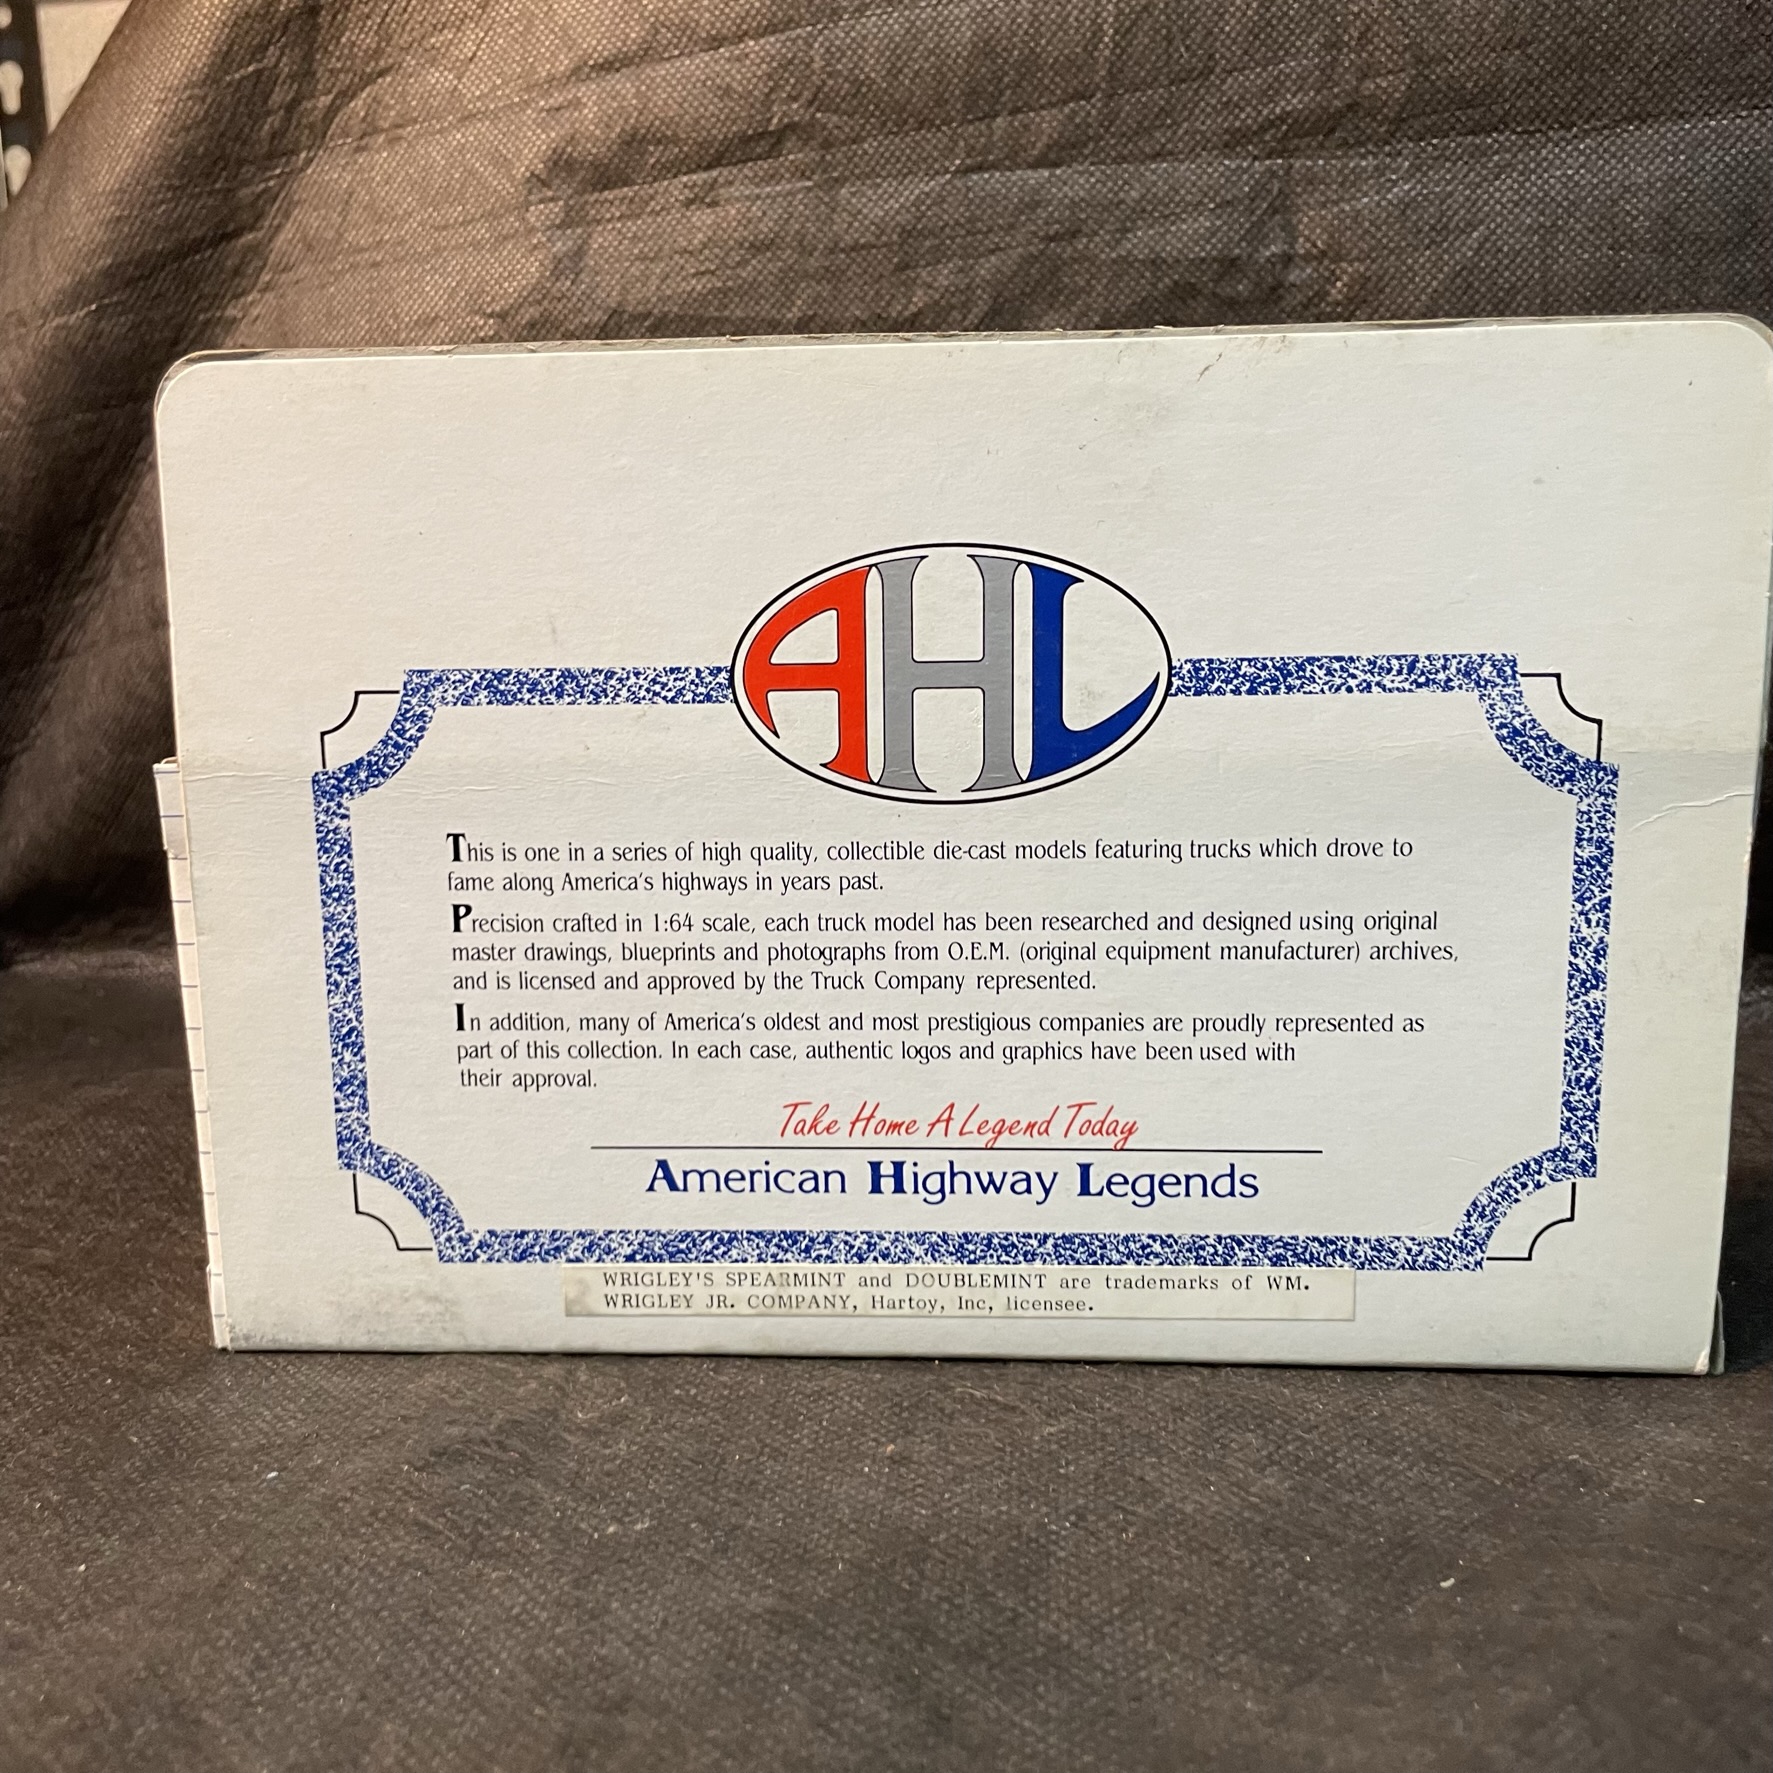 AHL
This is one in a series of high quality, collectible die-cast models featuring trucks which drove to
fame along America's highways in years past.
Precision crafted in 1:64 scale, each truck model has been researched and designed using original
master drawings, blueprints and photographs from O.E.M. (original equipment manufacturer) archives,
and is licensed and approved by the Truck Company represented.
In addition, many of America's oldest and most prestigious companies are proudly represented as
part of this collection. In each case, authentic logos and graphics have been used with
their approval.
Take Home A Legend Today
American Highway Legends
WRIGLEY'S SPEARMINT and DOUBLEMINT are trademarks of WM.
WRIGLEY JR. COMPANY, Hartoy, Inc, licensee.